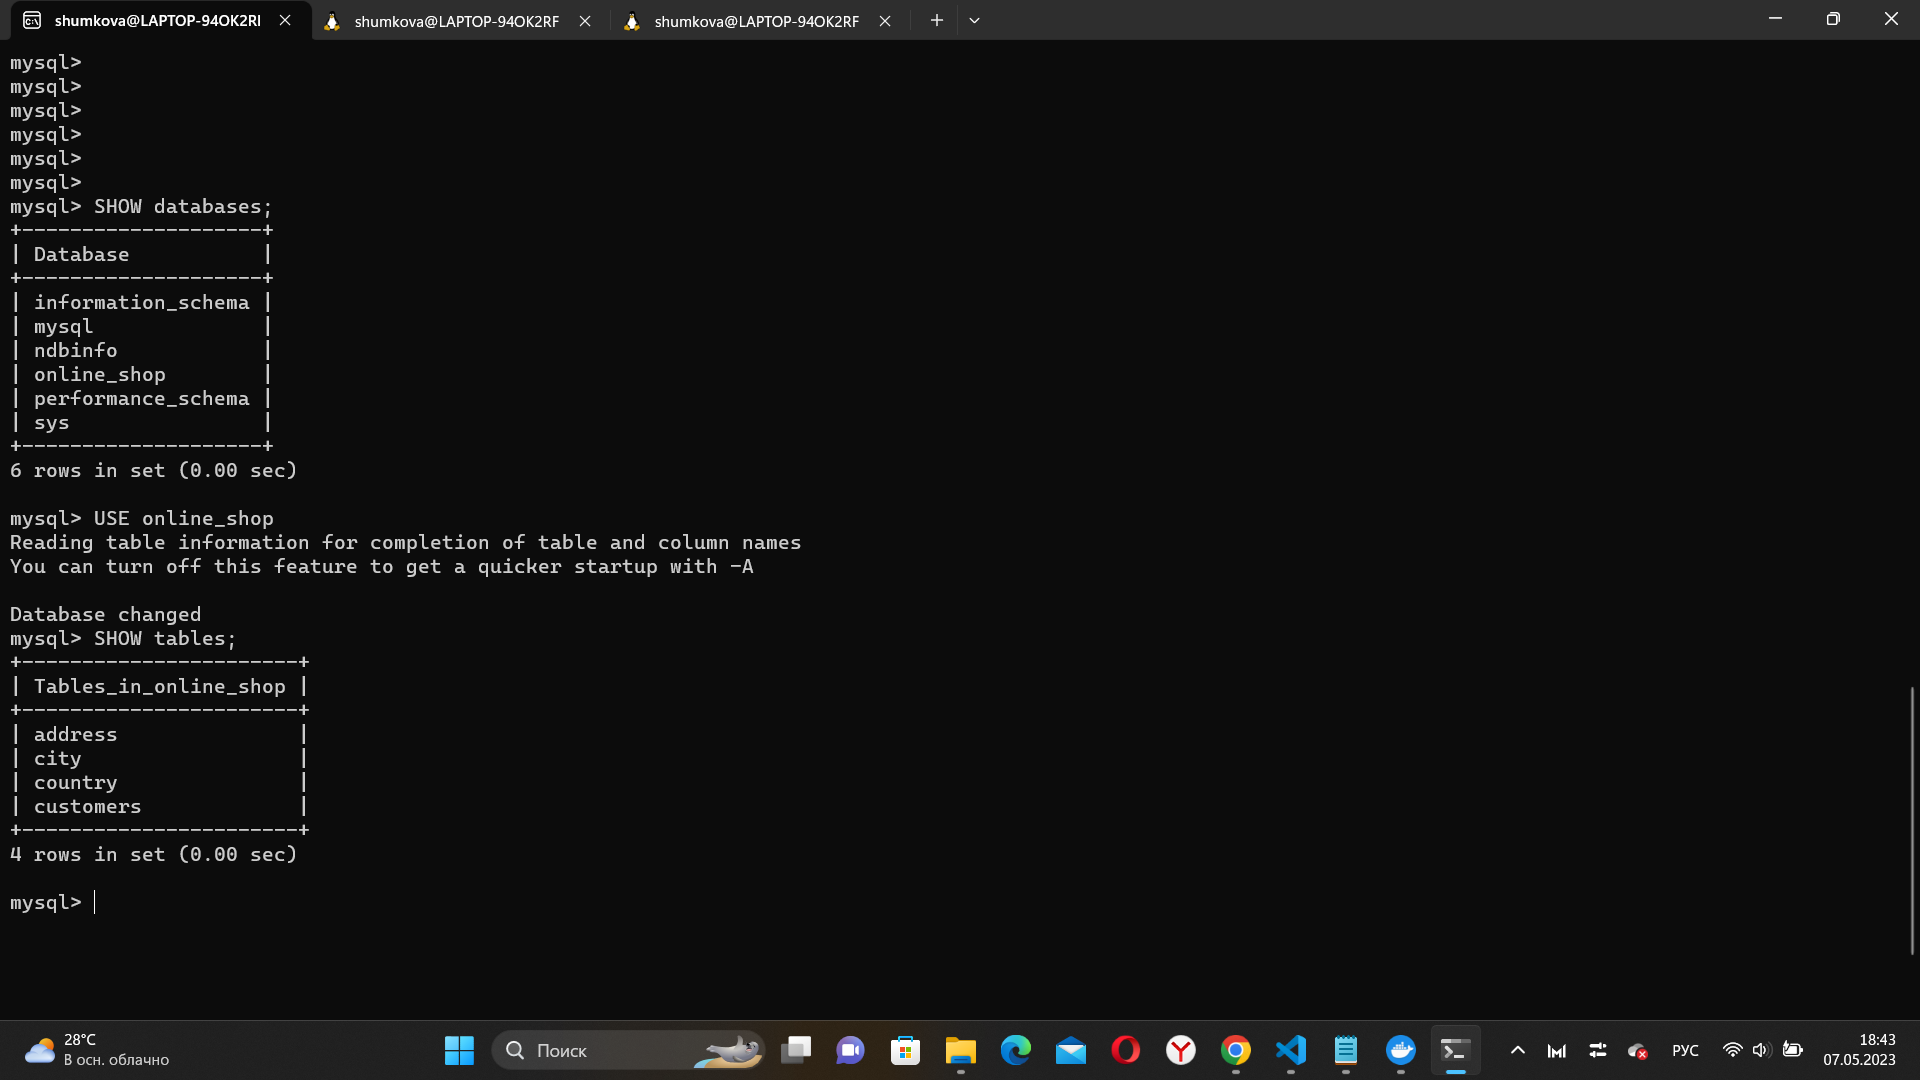 shumkova@LAPTOP-94OK2RI
shumkova@LAPTOP-94OK2RF
shumkova@LAPTOP-94OK2RF
mysql>
mysql>
mysql>
mysql>
mysql>
mysql>
mysql> SHOW databases;
+--------------------+
| Database           |
+--------------------+
| information_schema |
| mysql              |
| ndbinfo            |
| online_shop        |
| performance_schema |
| sys                |
+--------------------+
6 rows in set (0.00 sec)
mysql> USE online_shop
Reading table information for completion of table and column names
You can turn off this feature to get a quicker startup with -A
Database changed
mysql> SHOW tables;
+-----------------------+
| Tables_in_online_shop |
+-----------------------+
| address               |
| city                  |
| country               |
| customers             |
+-----------------------+
4 rows in set (0.00 sec)
mysql>
28°C
В осн. облачно
Поиск
РУС
18:43
07.05.2023